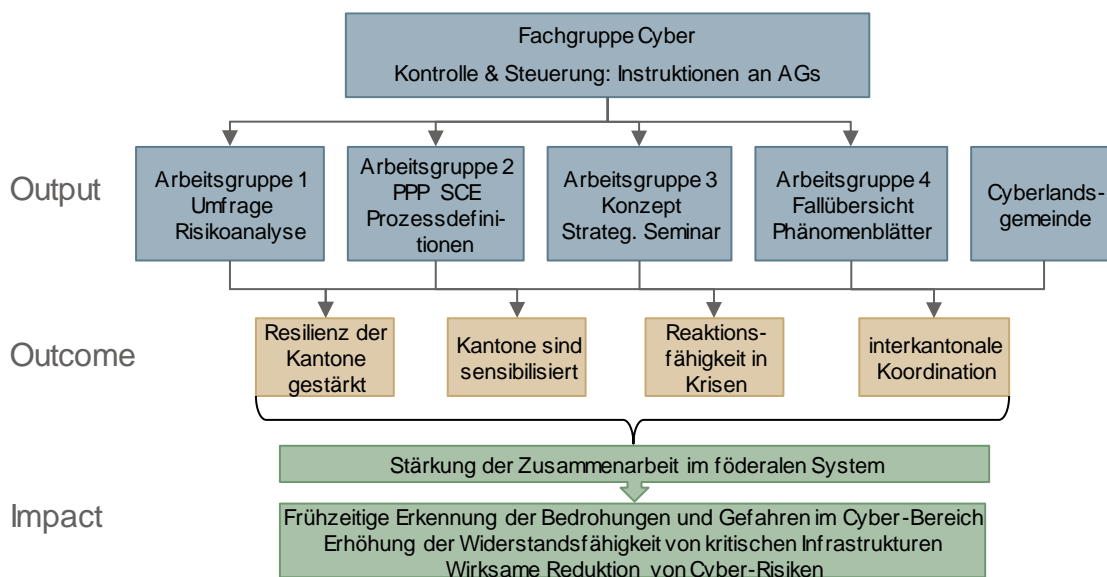 Fachgruppe Cyber
Kontrolle & Steuerung: Instruktionen an AGs
Output
Arbeitsgruppe 1
Umfrage
Risikoanalyse
Arbeitsgruppe 2
PPP SCE
Prozessdefini-
tionen
Arbeitsgruppe 3
Konzept
Strateg. Seminar
Arbeitsgruppe 4
Fallübersicht
Phänomenblätter
Cyberlands-
gemeinde
Outcome
Resilienz der
Kantone
gestärkt
Kantone sind
sensibilisiert
Reaktions-
fähigkeit in
Krisen
interkantonale
Koordination
Stärkung der Zusammenarbeit im föderalen System
Impact
Frühzeitige Erkennung der Bedrohungen und Gefahren im Cyber-Bereich
Erhöhung der Widerstandsfähigkeit von kritischen Infrastrukturen
Wirksame Reduktion von Cyber-Risiken